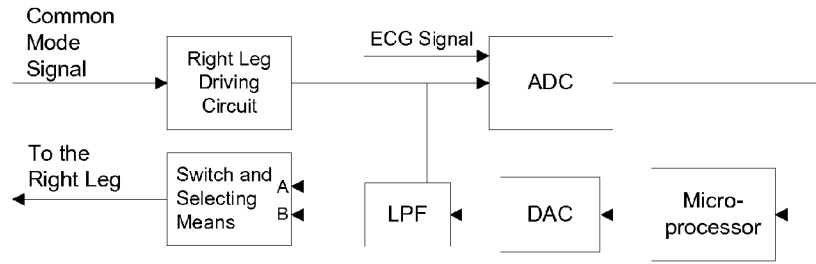 Common
Mode
Signal
Right Leg
Driving
Circuit
ECG Signal
ADC
To the
Right Leg
Switch and
Selecting
Means
A
B
LPF
DAC
Micro-
processor